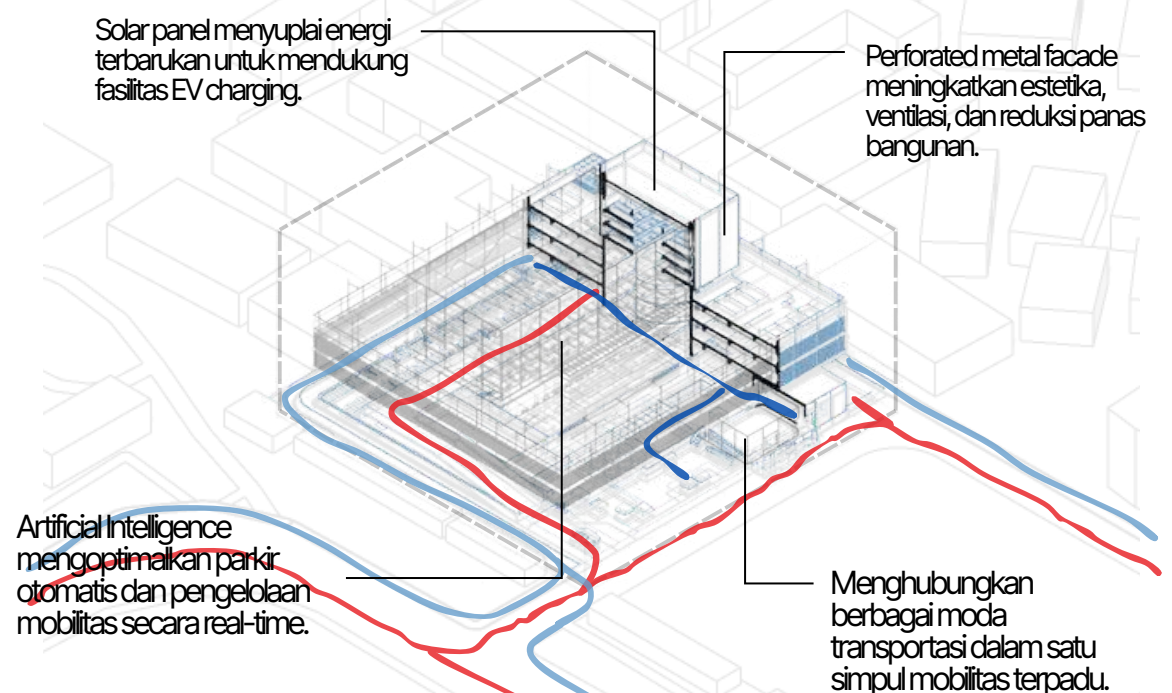 Solar panel menyuplai energi
terbarukan untuk mendukung
fasilitas EV charging.
Perforated metal facade
meningkatkan estetika,
ventilasi, dan reduksi panas
bangunan.
Artificial Intelligence
mengoptimalkan parkir
otomatis dan pengelolaan
mobilitas secara real-time.
Menghubungkan
berbagai moda
transportasi dalam satu
simpul mobilitas terpadu.